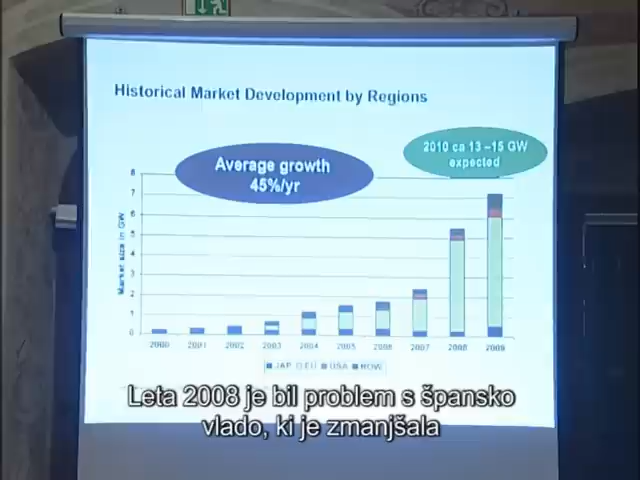 Historical Market Development by Regions
Average growth
45%/yr
2010 ca 13 –15 GW
expected
Market size in GW
8
7
6
5
4
3
2
1
0
2000 2001 2002 2003 2004 2005 2006 2007 2008 2009
JAP EU USA ROW
Leta 2008 je bil problem s špansko
vlado, ki je zmanjšala